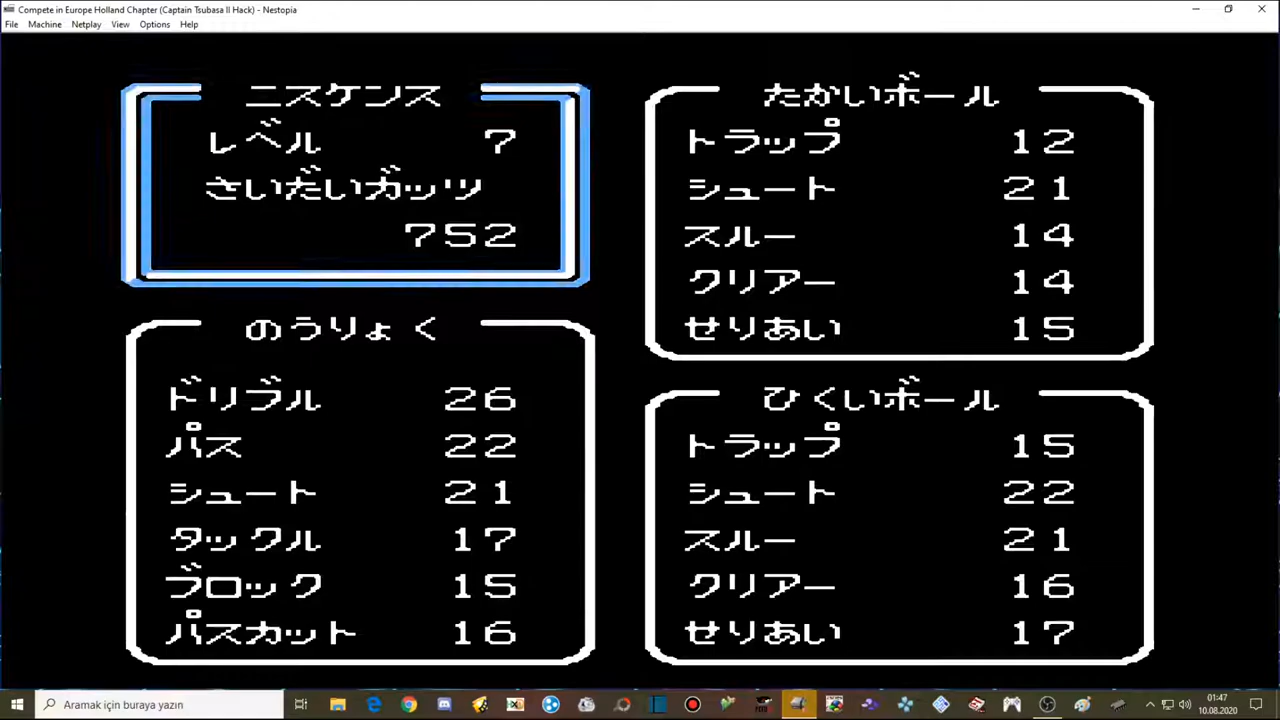 Compete in Europe Holland Chapter (Captain Tsubasa II Hack) - Nestopia
File Machine Netplay View Options Help
ニスケンス
レベル 7
さいだいガッツ
752
のうりょく
ドリブル 26
パス 22
シュート 21
タックル 17
ブロック 15
パスカット 16
たかいボール
トラップ 12
シュート 21
スルー 14
クリアー 14
せりあい 15
ひくいボール
トラップ 15
シュート 22
スルー 21
クリアー 16
せりあい 17
Aramak için buraya yazın
01:47
10.08.2020